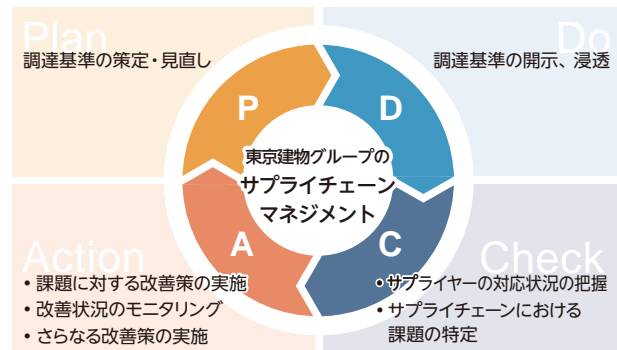 Plan
調達基準の策定・見直し
Do
調達基準の開示、浸透
P
D
東京建物グループの
サプライチェーン
マネジメント
A
C
Action
・課題に対する改善策の実施
・改善状況のモニタリング
・さらなる改善策の実施
Check
・サプライヤーの対応状況の把握
・サプライチェーンにおける
課題の特定